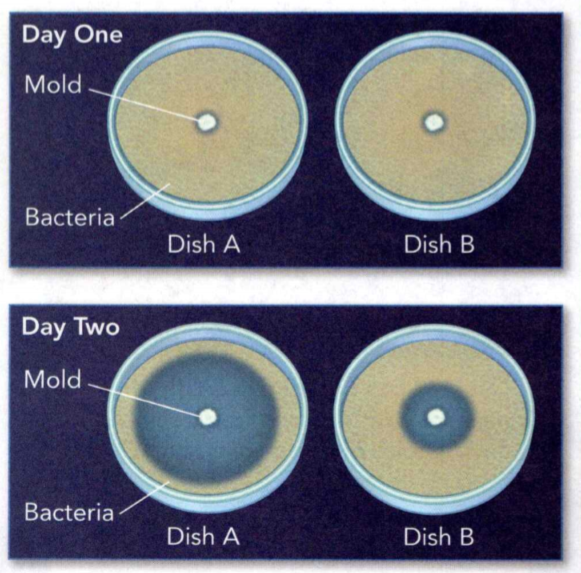 Day One
Mold
Bacteria
Dish A
Dish B
Day Two
Mold
Bacteria
Dish A
Dish B